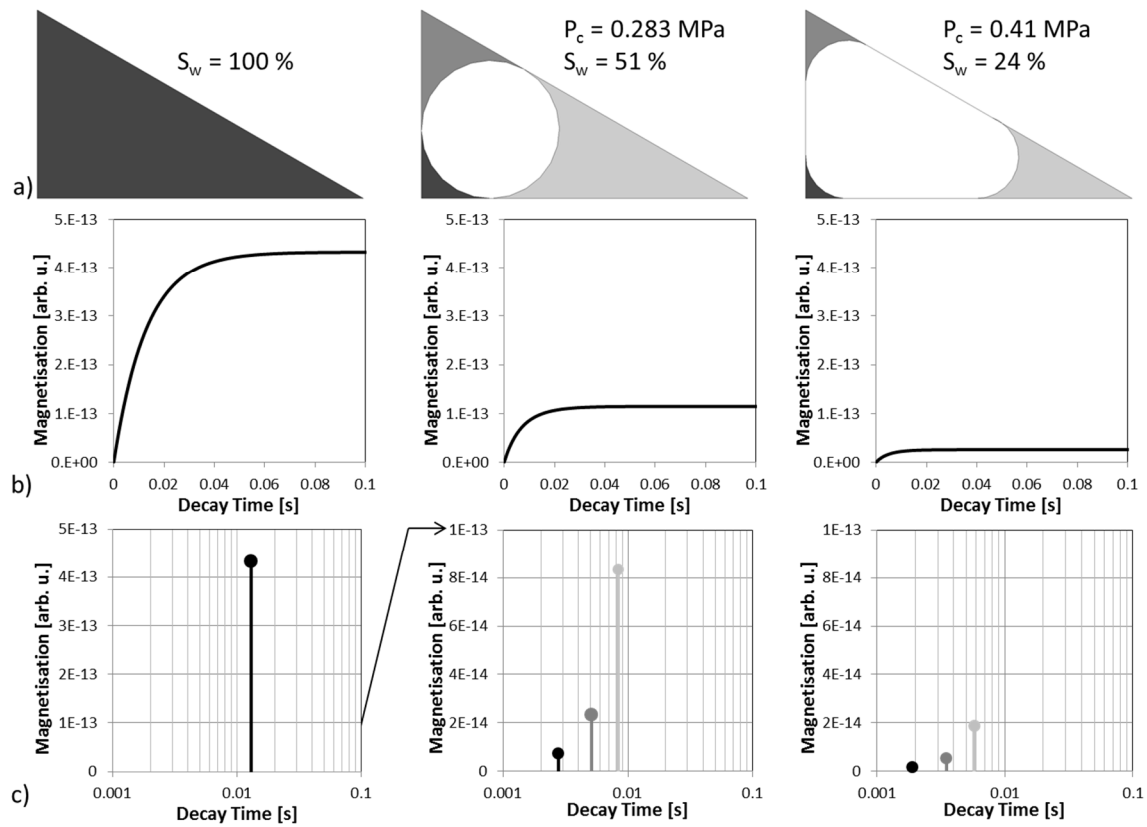 S_w = 100 %
P_c = 0.283 MPa
S_w = 51 %
P_c = 0.41 MPa
S_w = 24 %
a)
Magnetisation [arb. u.]
5.E-13
4.E-13
3.E-13
2.E-13
1.E-13
0.E+00
0 0.02 0.04 0.06 0.08 0.1
Decay Time [s]
Magnetisation [arb. u.]
5.E-13
4.E-13
3.E-13
2.E-13
1.E-13
0.E+00
0 0.02 0.04 0.06 0.08 0.1
Decay Time [s]
Magnetisation [arb. u.]
5.E-13
4.E-13
3.E-13
2.E-13
1.E-13
0.E+00
0 0.02 0.04 0.06 0.08 0.1
Decay Time [s]
b)
Magnetisation [arb. u.]
5E-13
4E-13
3E-13
2E-13
1E-13
0
0.001 0.01 0.1
Decay Time [s]
Magnetisation [arb. u.]
1E-13
8E-14
6E-14
4E-14
2E-14
0
0.001 0.01 0.1
Decay Time [s]
Magnetisation [arb. u.]
1E-13
8E-14
6E-14
4E-14
2E-14
0
0.001 0.01 0.1
Decay Time [s]
c)